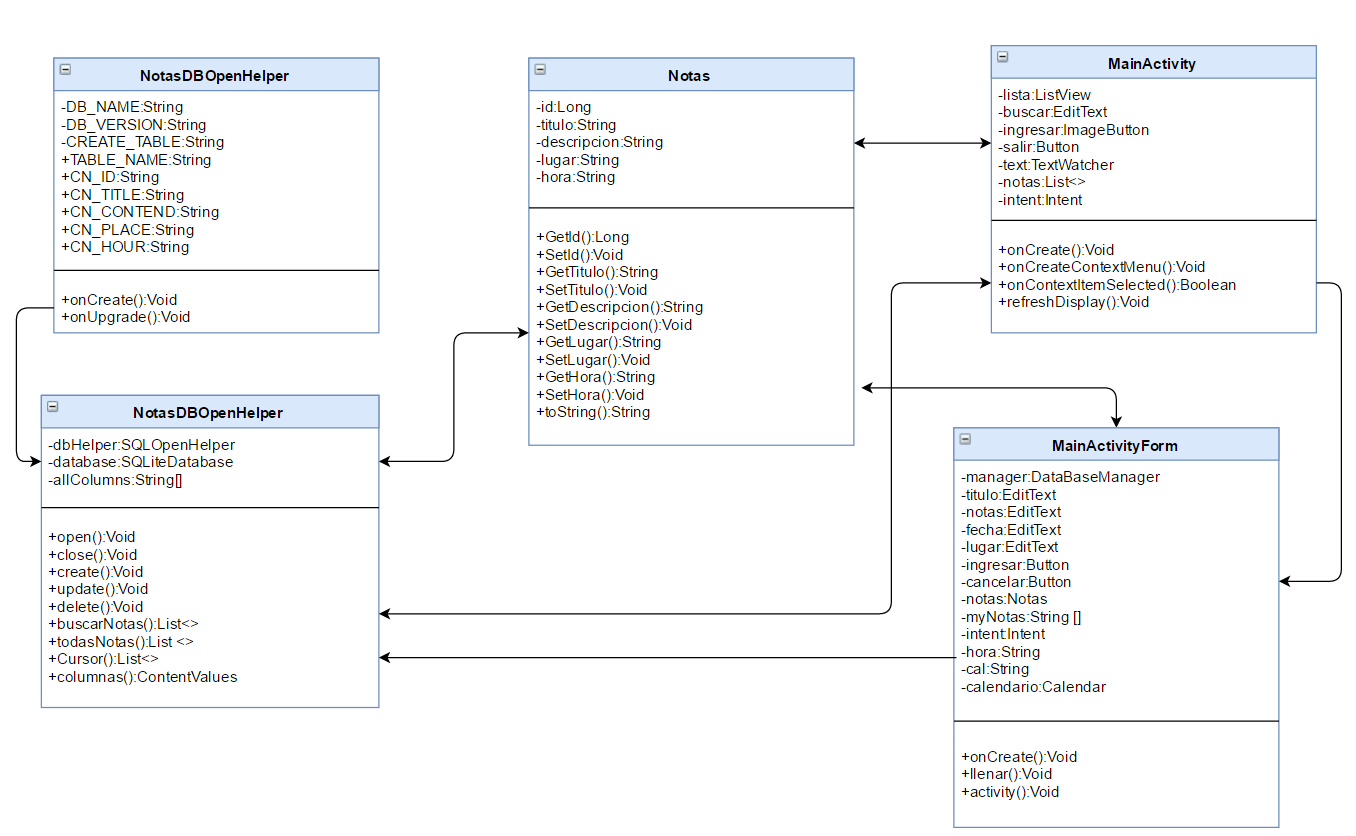 NotasDBOpenHelper
-DB_NAME:String
-DB_VERSION:String
-CREATE_TABLE:String
+TABLE_NAME:String
+CN_ID:String
+CN_TITLE:String
+CN_CONTEND:String
+CN_PLACE:String
+CN_HOUR:String
+onCreate():Void
+onUpgrade():Void
Notas
-id:Long
-titulo:String
-descripcion:String
-lugar:String
-hora:String
+GetId():Long
+SetId():Void
+GetTitulo():String
+SetTitulo():Void
+GetDescripcion():String
+SetDescripcion():Void
+GetLugar():String
+SetLugar():Void
+GetHora():String
+SetHora():Void
+toString():String
MainActivity
-lista:ListView
-buscar:EditText
-ingresar:ImageButton
-salir:Button
-text:TextWatcher
-notas:List<>
-intent:Intent
+onCreate():Void
+onCreateContextMenu():Void
+onContextItemSelected():Boolean
+refreshDisplay():Void
NotasDBOpenHelper
-dbHelper:SQLOpenHelper
-database:SQLiteDatabase
-allColumns:String[]
+open():Void
+close():Void
+create():Void
+update():Void
+delete():Void
+buscarNotas():List<>
+todasNotas():List <>
+Cursor():List<>
+columnas():ContentValues
MainActivityForm
-manager:DataBaseManager
-titulo:EditText
-notas:EditText
-fecha:EditText
-lugar:EditText
-ingresar:Button
-cancelar:Button
-notas:Notas
-myNotas:String []
-intent:Intent
-hora:String
-cal:String
-calendario:Calendar
+onCreate():Void
+llenar():Void
+activity():Void